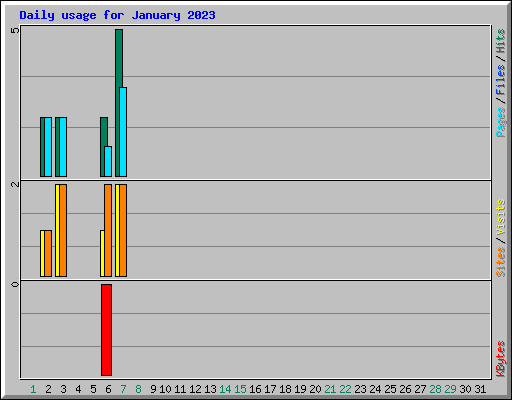 Daily usage for January 2023
5
2
0
Pages / Files / Hits
Sites / Visits
KBytes
1 2 3 4 5 6 7 8 9 10 11 12 13 14 15 16 17 18 19 20 21 22 23 24 25 26 27 28 29 30 31